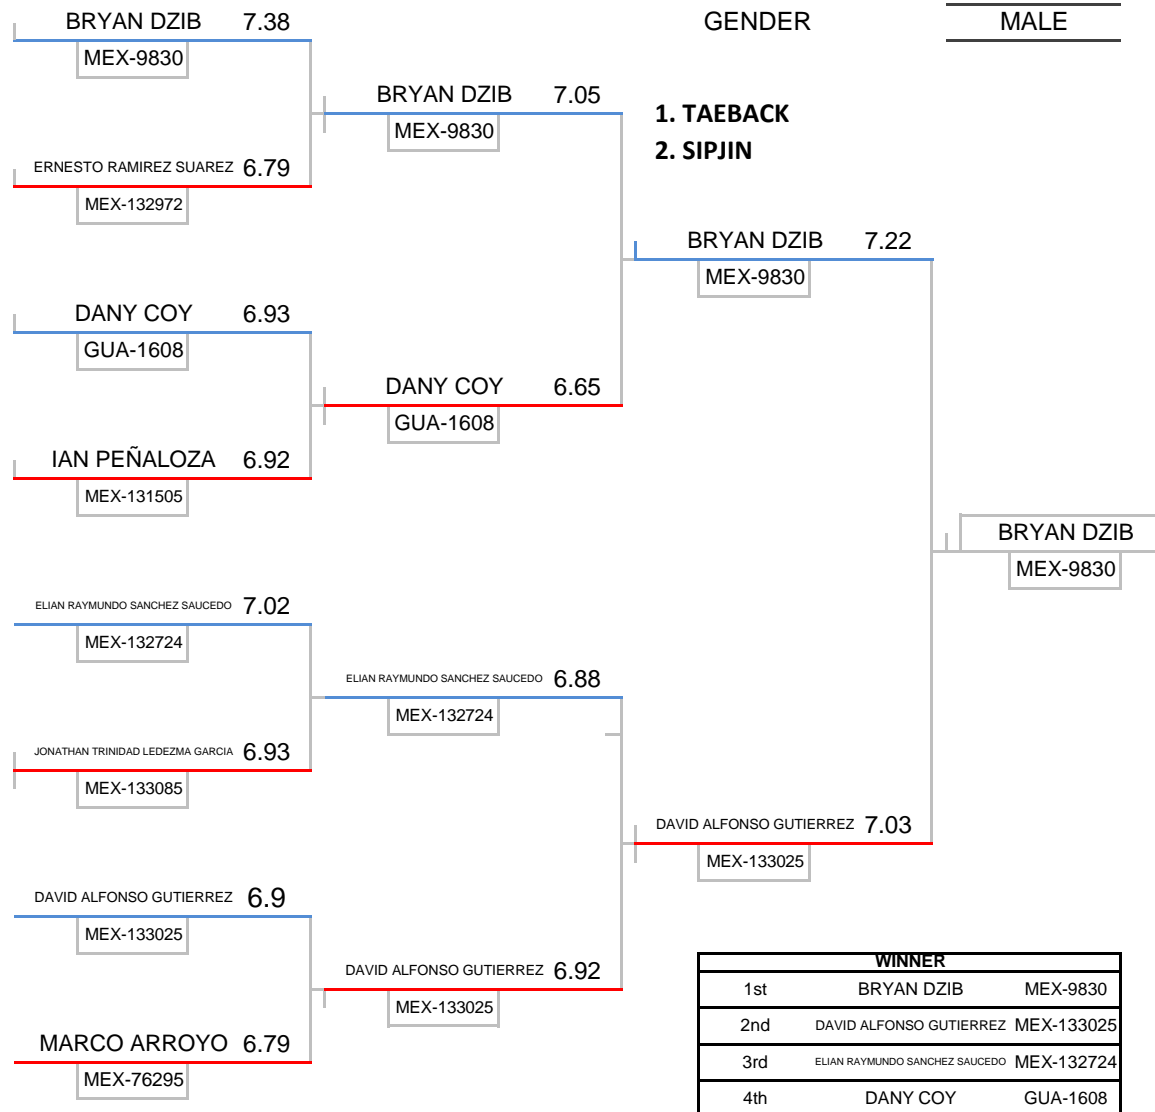 BRYAN DZIB 7.38 GENDER MALE
MEX-9830
BRYAN DZIB 7.05
MEX-9830
1. TAEBACK
2. SIPJIN
ERNESTO RAMIREZ SUAREZ 6.79
MEX-132972
BRYAN DZIB 7.22
MEX-9830
DANY COY 6.93
GUA-1608
DANY COY 6.65
GUA-1608
IAN PEÑALOZA 6.92
MEX-131505
BRYAN DZIB
MEX-9830
ELIAN RAYMUNDO SANCHEZ SAUCEDO 7.02
MEX-132724
ELIAN RAYMUNDO SANCHEZ SAUCEDO 6.88
MEX-132724
JONATHAN TRINIDAD LEDEZMA GARCIA 6.93
MEX-133085
DAVID ALFONSO GUTIERREZ 7.03
MEX-133025
DAVID ALFONSO GUTIERREZ 6.9
MEX-133025
DAVID ALFONSO GUTIERREZ 6.92
MEX-133025
MARCO ARROYO 6.79
MEX-76295
WINNER
1st BRYAN DZIB MEX-9830
2nd DAVID ALFONSO GUTIERREZ MEX-133025
3rd ELIAN RAYMUNDO SANCHEZ SAUCEDO MEX-132724
4th DANY COY GUA-1608